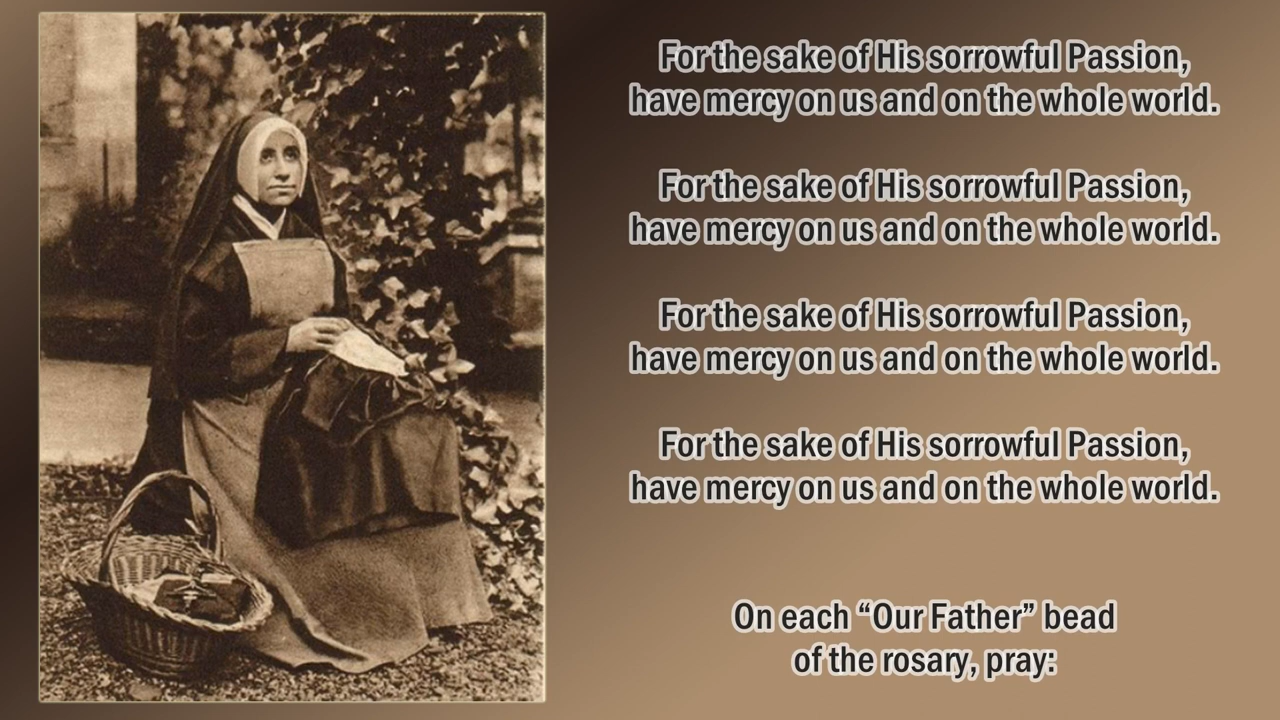 For the sake of His sorrowful Passion,
have mercy on us and on the whole world.
For the sake of His sorrowful Passion,
have mercy on us and on the whole world.
For the sake of His sorrowful Passion,
have mercy on us and on the whole world.
For the sake of His sorrowful Passion,
have mercy on us and on the whole world.
On each “Our Father” bead
of the rosary, pray: